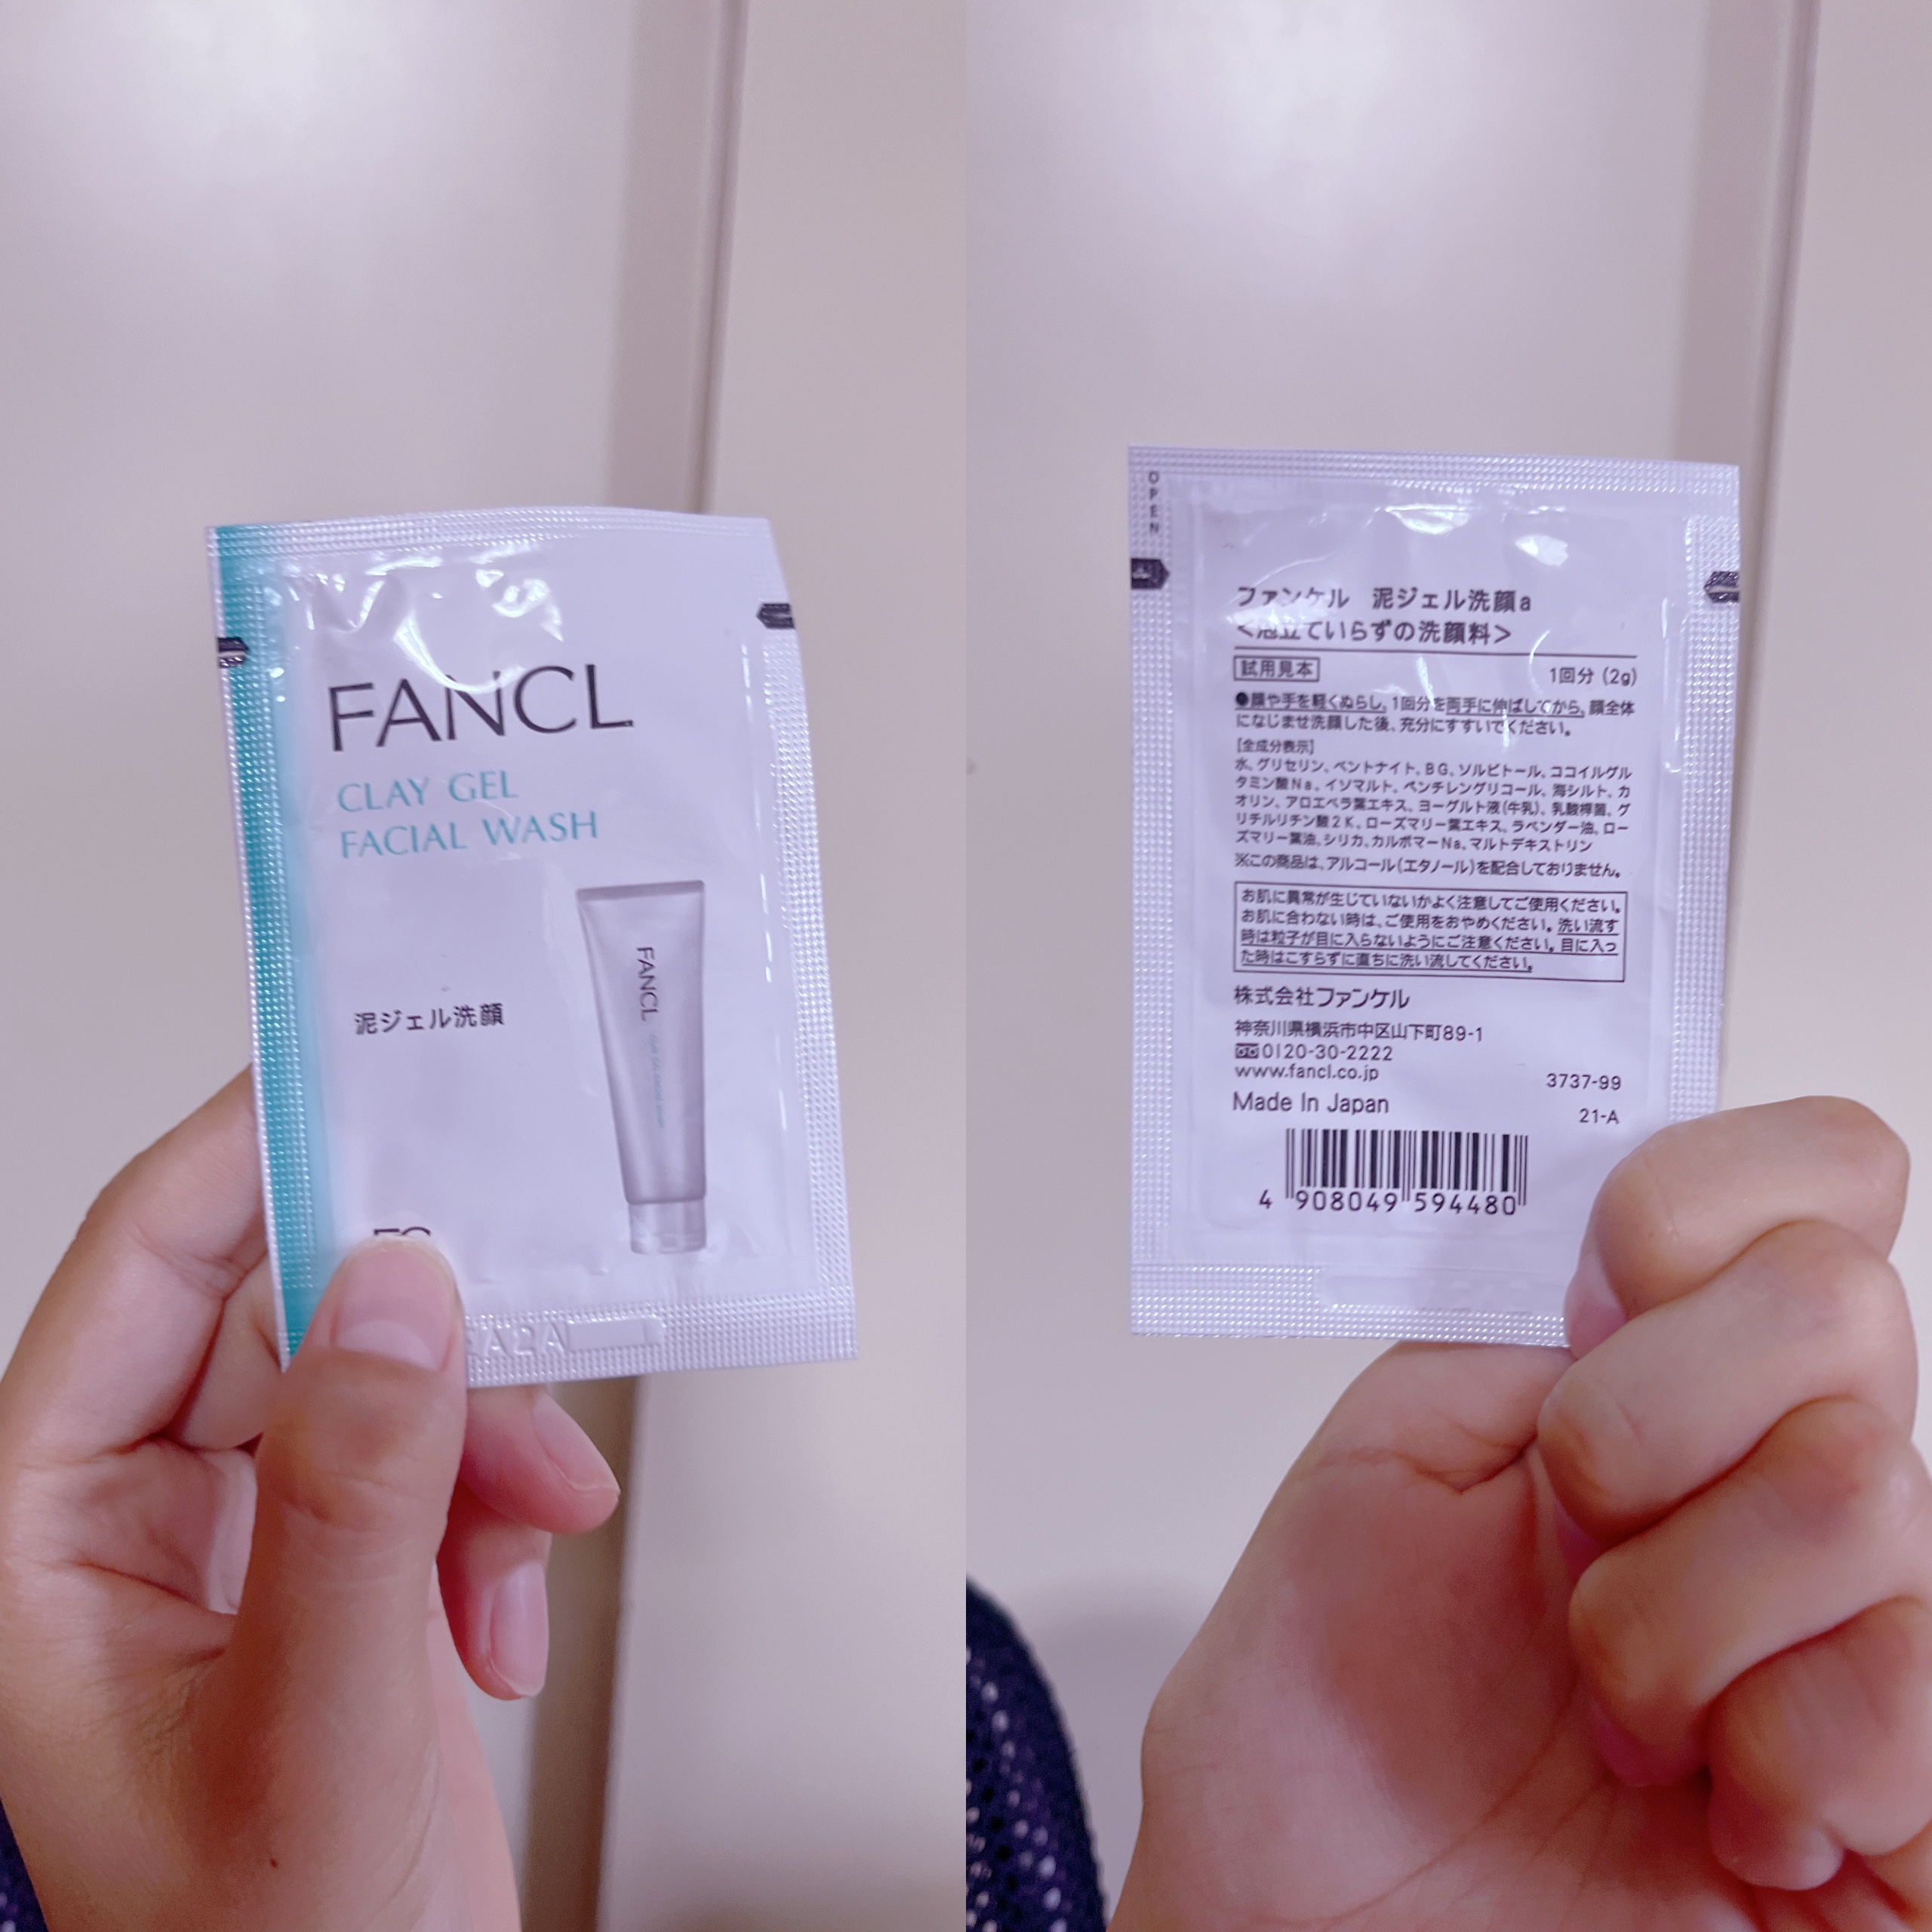 FANCL
CLAY GEL
FACIAL WASH
FANCL
泥ジェル洗顔
OPEN
ファンケル 泥ジェル洗顔a
<泡立ていらずの洗顔料>
試用見本 1回分 (2g)
●顔や手を軽くぬらし、1回分を両手に伸ばしてから、顔全体
になじませ洗顔した後、充分にすすいでください。
[全成分表示]
水、グリセリン、ベントナイト、BG、ソルビトール、ココイルグル
タミン酸Na、イソマルト、ペンチレングリコール、海シルト、カ
オリン、アロエベラ葉エキス、ヨーグルト液(牛乳)、乳酸桿菌、グ
リチルリチン酸2K、ローズマリー葉エキス、ラベンダー油、ロー
ズマリー葉油、シリカ、カルボマーNa、マルトデキストリン
※この商品は、アルコール(エタノール)を配合しておりません。
お肌に異常が生じていないかよく注意してご使用ください。
お肌に合わない時は、ご使用をおやめください。洗い流す
時は粒子が目に入らないようにご注意ください。目に入っ
た時はこすらずに直ちに洗い流してください。
株式会社ファンケル
神奈川県横浜市中区山下町89-1
0120-30-2222
www.fancl.co.jp 3737-99
Made In Japan 21-A
4 908049 594480